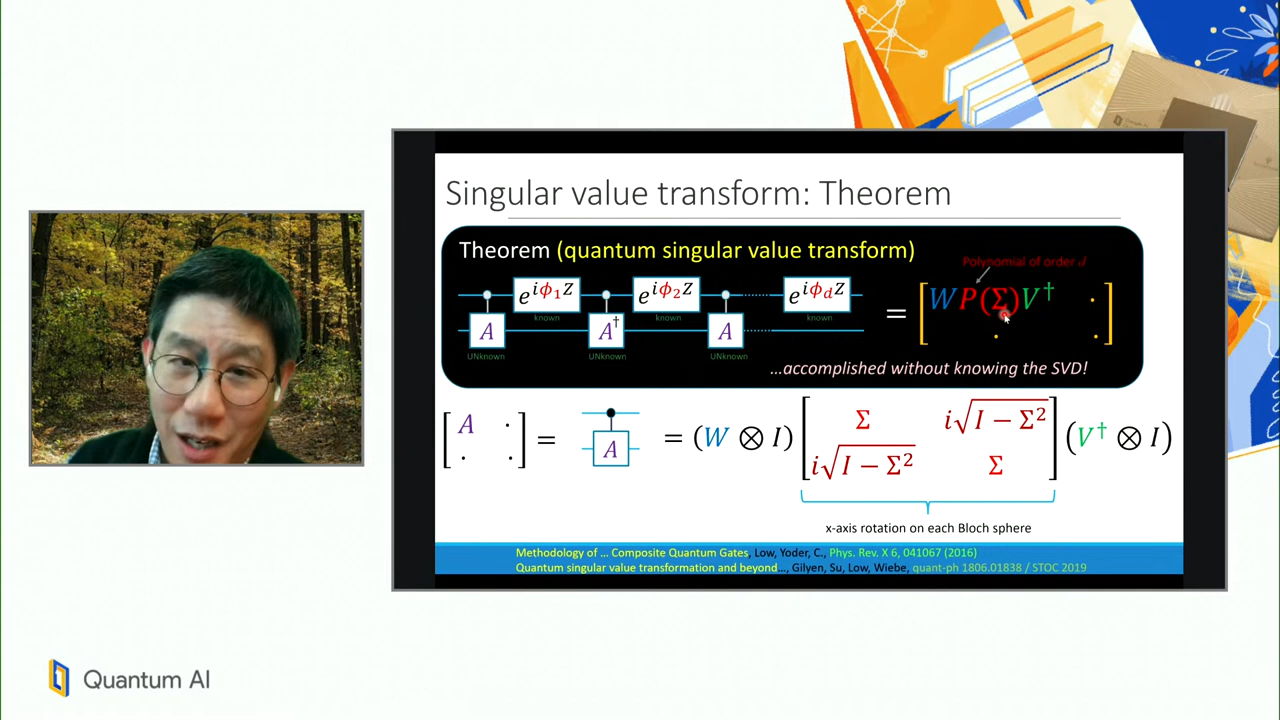 Singular value transform: Theorem
Theorem (quantum singular value transform)
Polynomial of order d
e^{iϕ₁Z} e^{iϕ₂Z} e^{iϕ_dZ}
known known known
A A† A
UNknown UNknown UNknown
= [ W P(Σ) V† · · · ]
…accomplished without knowing the SVD!
[ A · · · ] = A = (W ⊗ I) [ Σ i√(I − Σ²) i√(I − Σ²) Σ ] (V† ⊗ I)
x-axis rotation on each Bloch sphere
Methodology of … Composite Quantum Gates, Low, Yoder, C., Phys. Rev. X 6, 041067 (2016)
Quantum singular value transformation and beyond…, Gilyen, Su, Low, Wiebe, quant-ph 1806.01838 / STOC 2019
Quantum AI